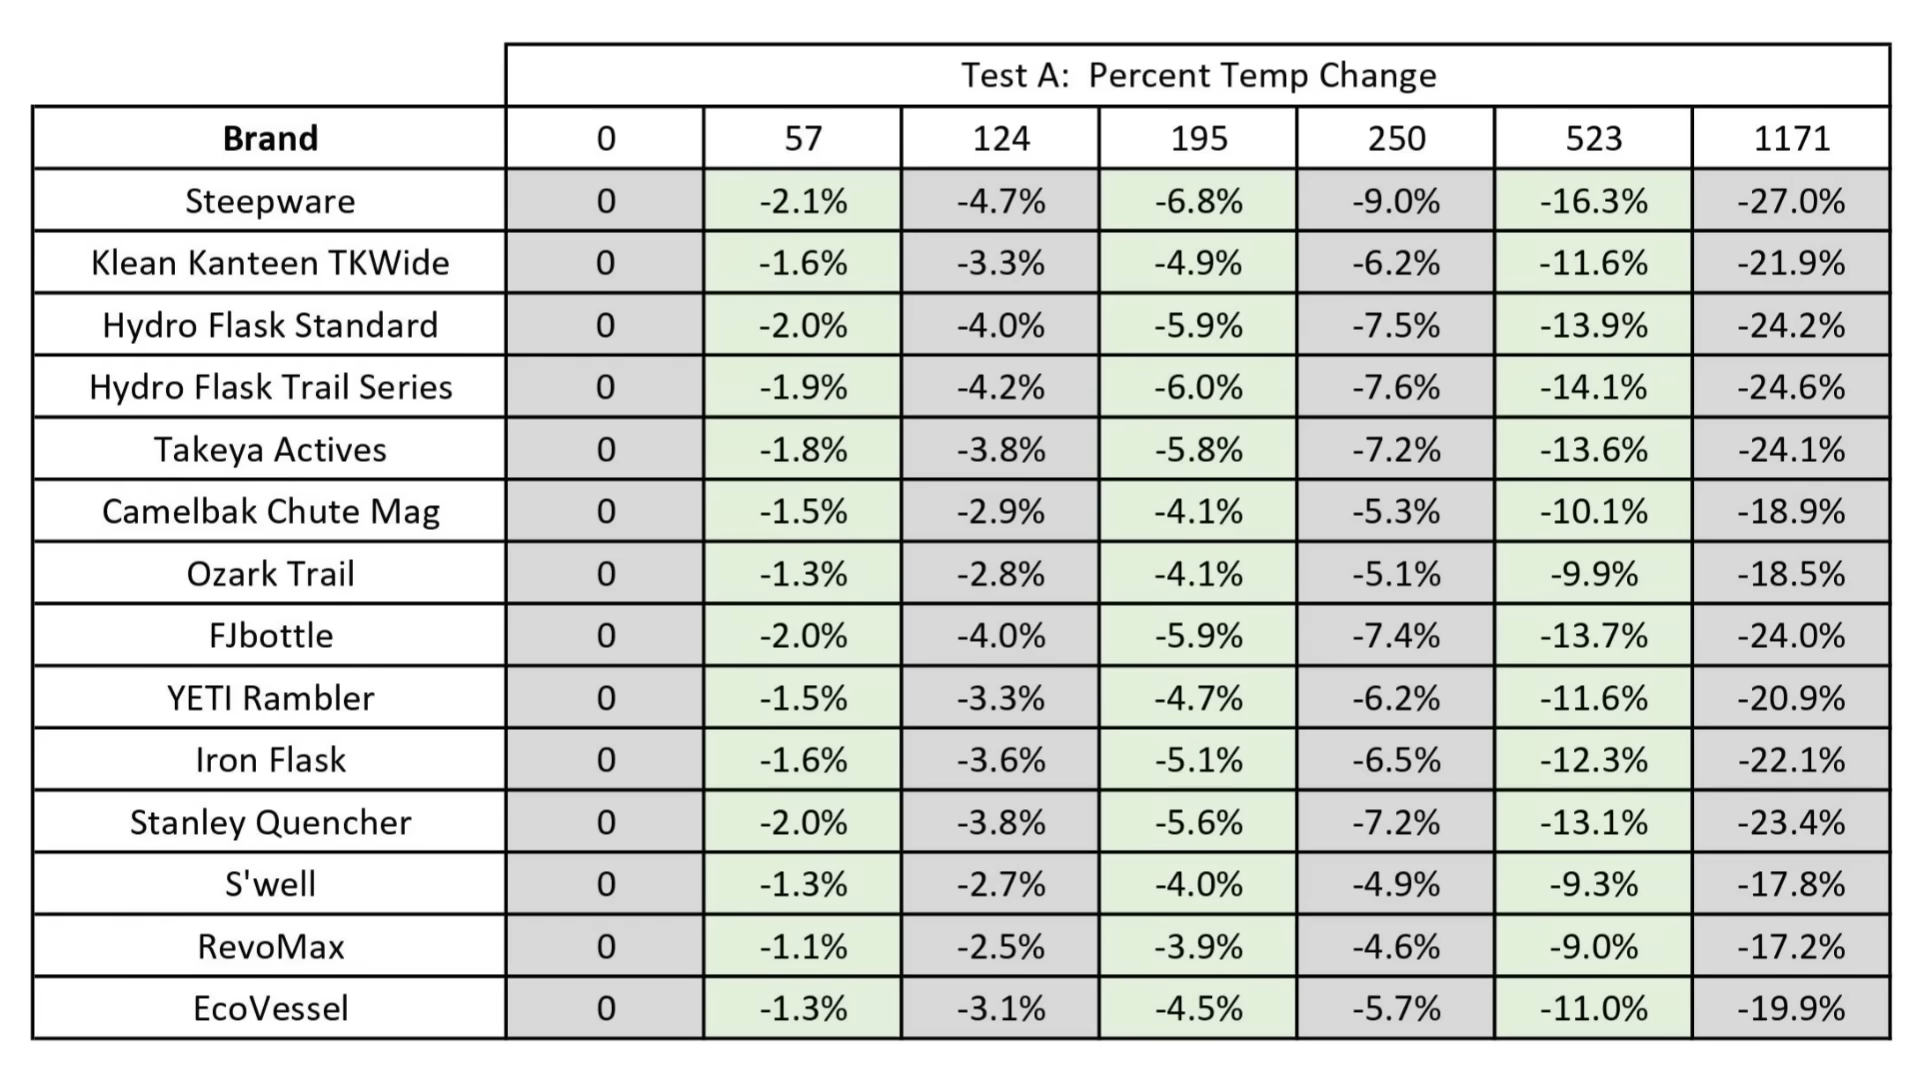 Test A:  Percent Temp Change
Brand 0 57 124 195 250 523 1171
Steepware 0 -2.1% -4.7% -6.8% -9.0% -16.3% -27.0%
Klean Kanteen TKWide 0 -1.6% -3.3% -4.9% -6.2% -11.6% -21.9%
Hydro Flask Standard 0 -2.0% -4.0% -5.9% -7.5% -13.9% -24.2%
Hydro Flask Trail Series 0 -1.9% -4.2% -6.0% -7.6% -14.1% -24.6%
Takeya Actives 0 -1.8% -3.8% -5.8% -7.2% -13.6% -24.1%
Camelbak Chute Mag 0 -1.5% -2.9% -4.1% -5.3% -10.1% -18.9%
Ozark Trail 0 -1.3% -2.8% -4.1% -5.1% -9.9% -18.5%
FJbottle 0 -2.0% -4.0% -5.9% -7.4% -13.7% -24.0%
YETI Rambler 0 -1.5% -3.3% -4.7% -6.2% -11.6% -20.9%
Iron Flask 0 -1.6% -3.6% -5.1% -6.5% -12.3% -22.1%
Stanley Quencher 0 -2.0% -3.8% -5.6% -7.2% -13.1% -23.4%
S'well 0 -1.3% -2.7% -4.0% -4.9% -9.3% -17.8%
RevoMax 0 -1.1% -2.5% -3.9% -4.6% -9.0% -17.2%
EcoVessel 0 -1.3% -3.1% -4.5% -5.7% -11.0% -19.9%